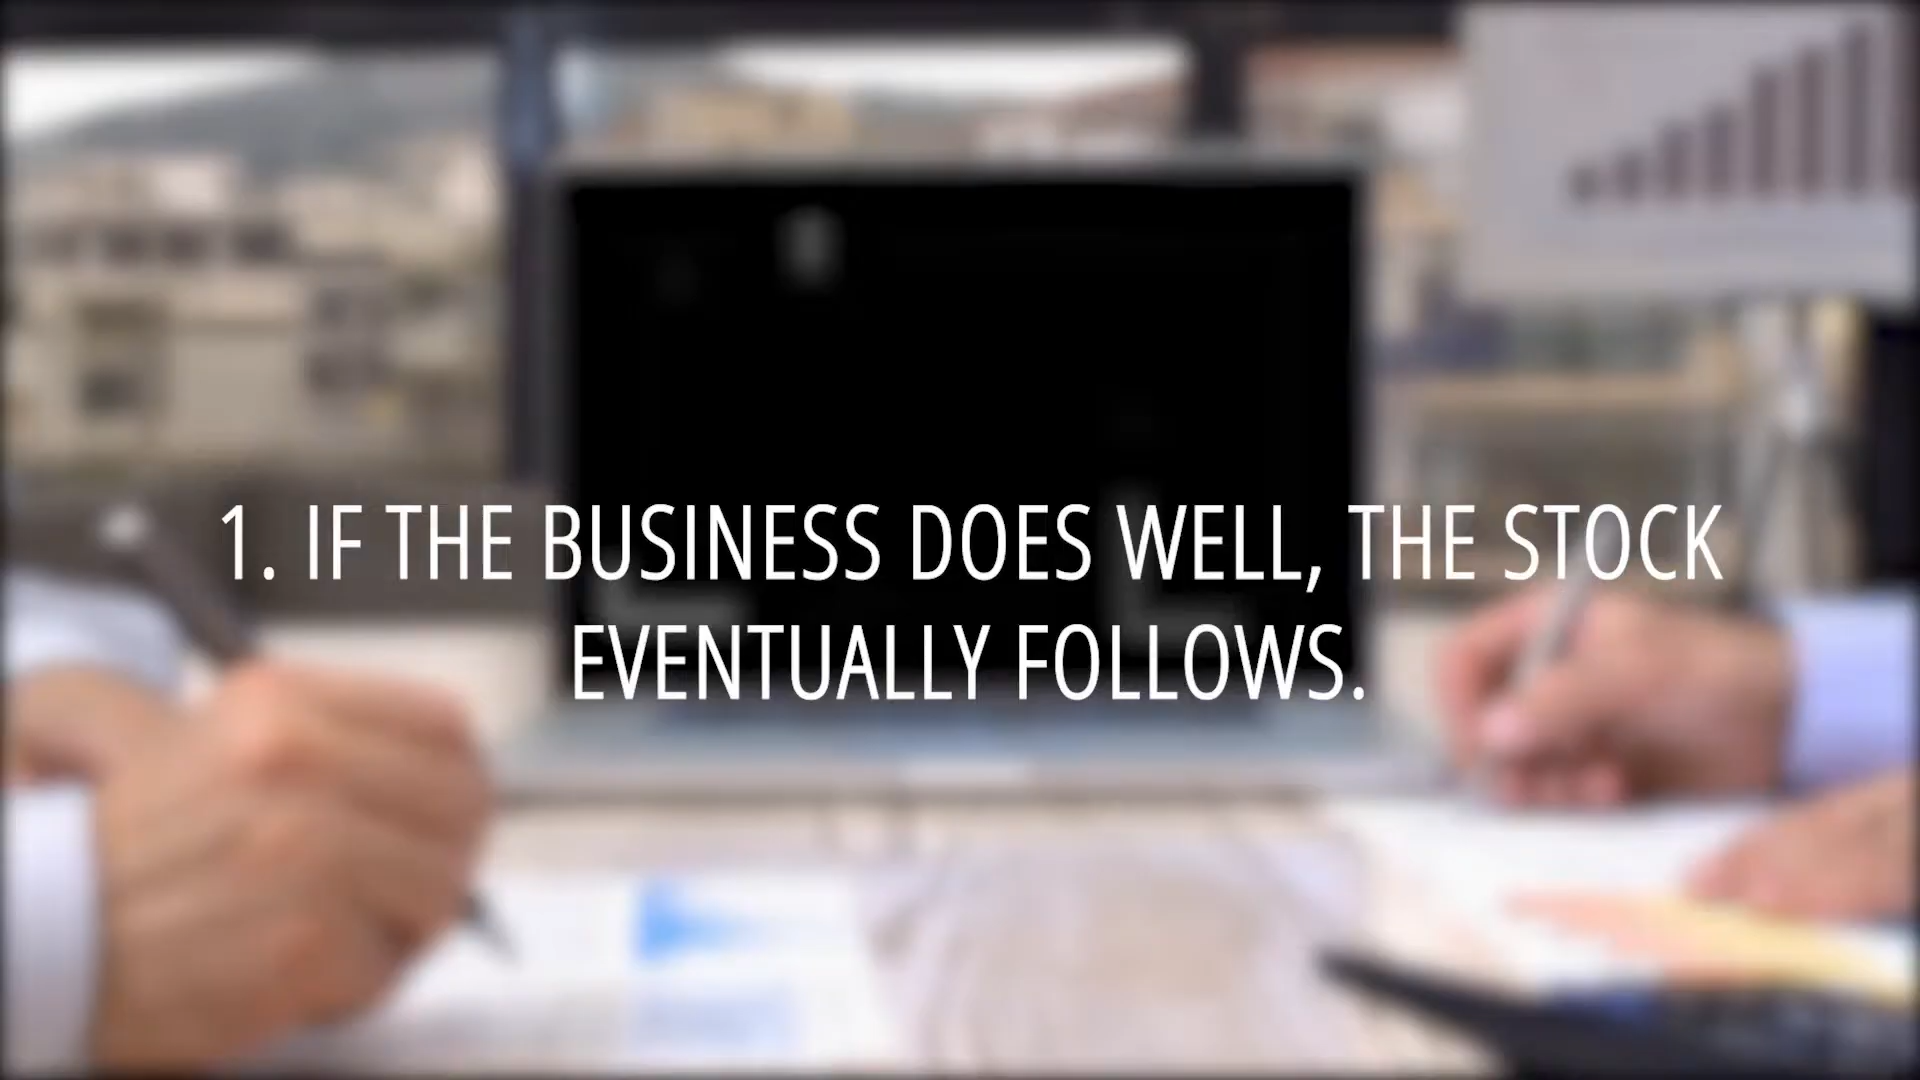 1. IF THE BUSINESS DOES WELL, THE STOCK
EVENTUALLY FOLLOWS.